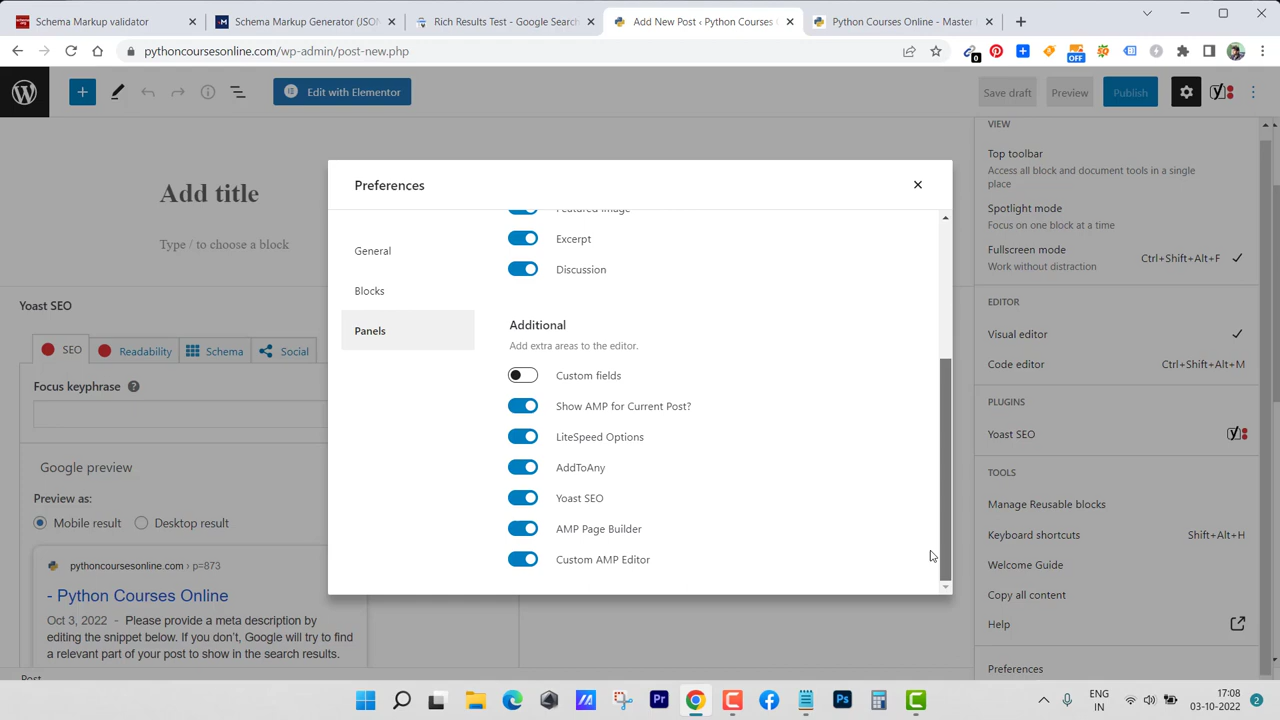 Schema Markup validator
Schema Markup Generator (JSON
Rich Results Test - Google Search
Add New Post ‹ Python Courses
Python Courses Online - Master
pythoncoursesonline.com/wp-admin/post-new.php
0
OFF
Edit with Elementor
Save draft
Preview
Publish
Add title
Type / to choose a block
Yoast SEO
SEO
Readability
Schema
Social
Focus keyphrase
Google preview
Preview as:
Mobile result
Desktop result
pythoncoursesonline.com › p=873
- Python Courses Online
Oct 3, 2022 - Please provide a meta description by
editing the snippet below. If you don't, Google will try to find
a relevant part of your post to show in the search results.
Post
Preferences
General
Blocks
Panels
Featured image
Excerpt
Discussion
Additional
Add extra areas to the editor.
Custom fields
Show AMP for Current Post?
LiteSpeed Options
AddToAny
Yoast SEO
AMP Page Builder
Custom AMP Editor
VIEW
Top toolbar
Access all block and document tools in a single
place
Spotlight mode
Focus on one block at a time
Fullscreen mode
Work without distraction
Ctrl+Shift+Alt+F
EDITOR
Visual editor
Code editor
Ctrl+Shift+Alt+M
PLUGINS
Yoast SEO
TOOLS
Manage Reusable blocks
Keyboard shortcuts
Shift+Alt+H
Welcome Guide
Copy all content
Help
Preferences
Pr
Ps
ENG
IN
17:08
03-10-2022
2